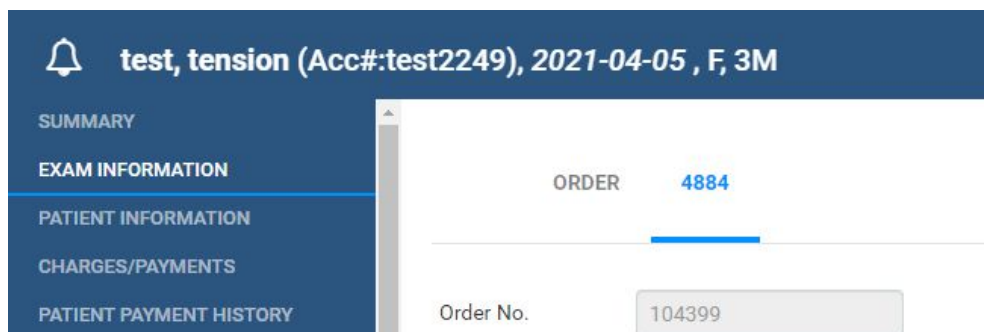 test, tension (Acc#:test2249), 2021-04-05 , F, 3M
SUMMARY
EXAM INFORMATION
PATIENT INFORMATION
CHARGES/PAYMENTS
PATIENT PAYMENT HISTORY
ORDER 4884
Order No. 104399